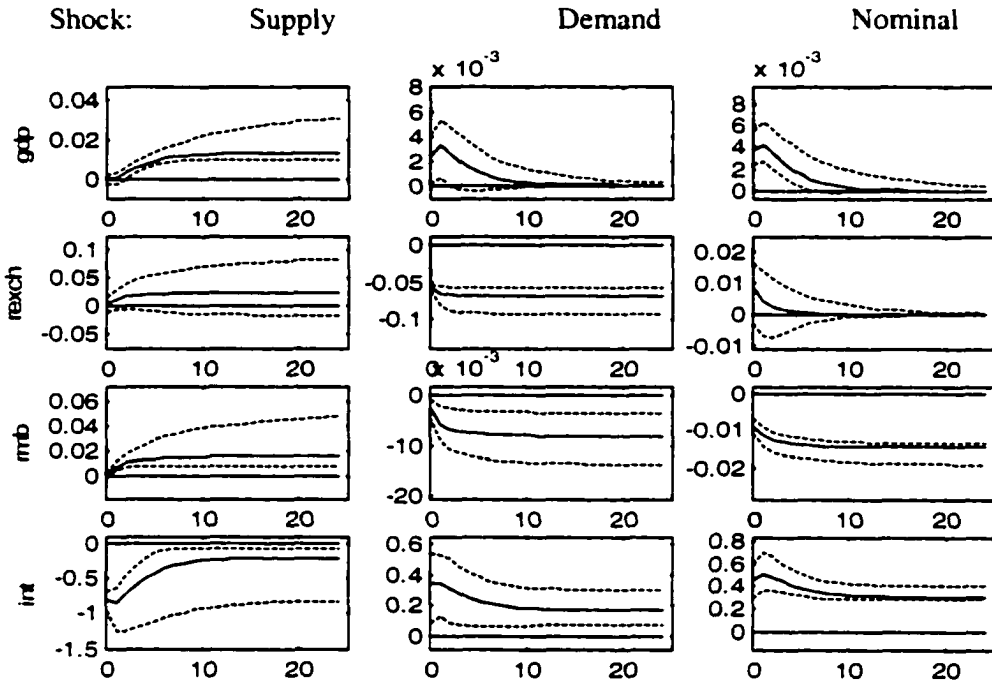 Shock: Supply Demand Nominal
x 10^-3 x 10^-3
gdp
0.04 0.02 0
8 6 4 2 0
8 6 4 2 0
0 10 20 0 10 20 0 10 20
rexch
0.1 0.05 0 -0.05
0 -0.05 -0.1
0.02 0.01 0 -0.01
0 10 20 0 10 20 0 10 20
x 10^-3
rmb
0.06 0.04 0.02 0
0 -10 -20
0 -0.01 -0.02
0 10 20 0 10 20 0 10 20
int
0 -0.5 -1 -1.5
0.6 0.4 0.2 0
0.8 0.6 0.4 0.2 0
0 10 20 0 10 20 0 10 20